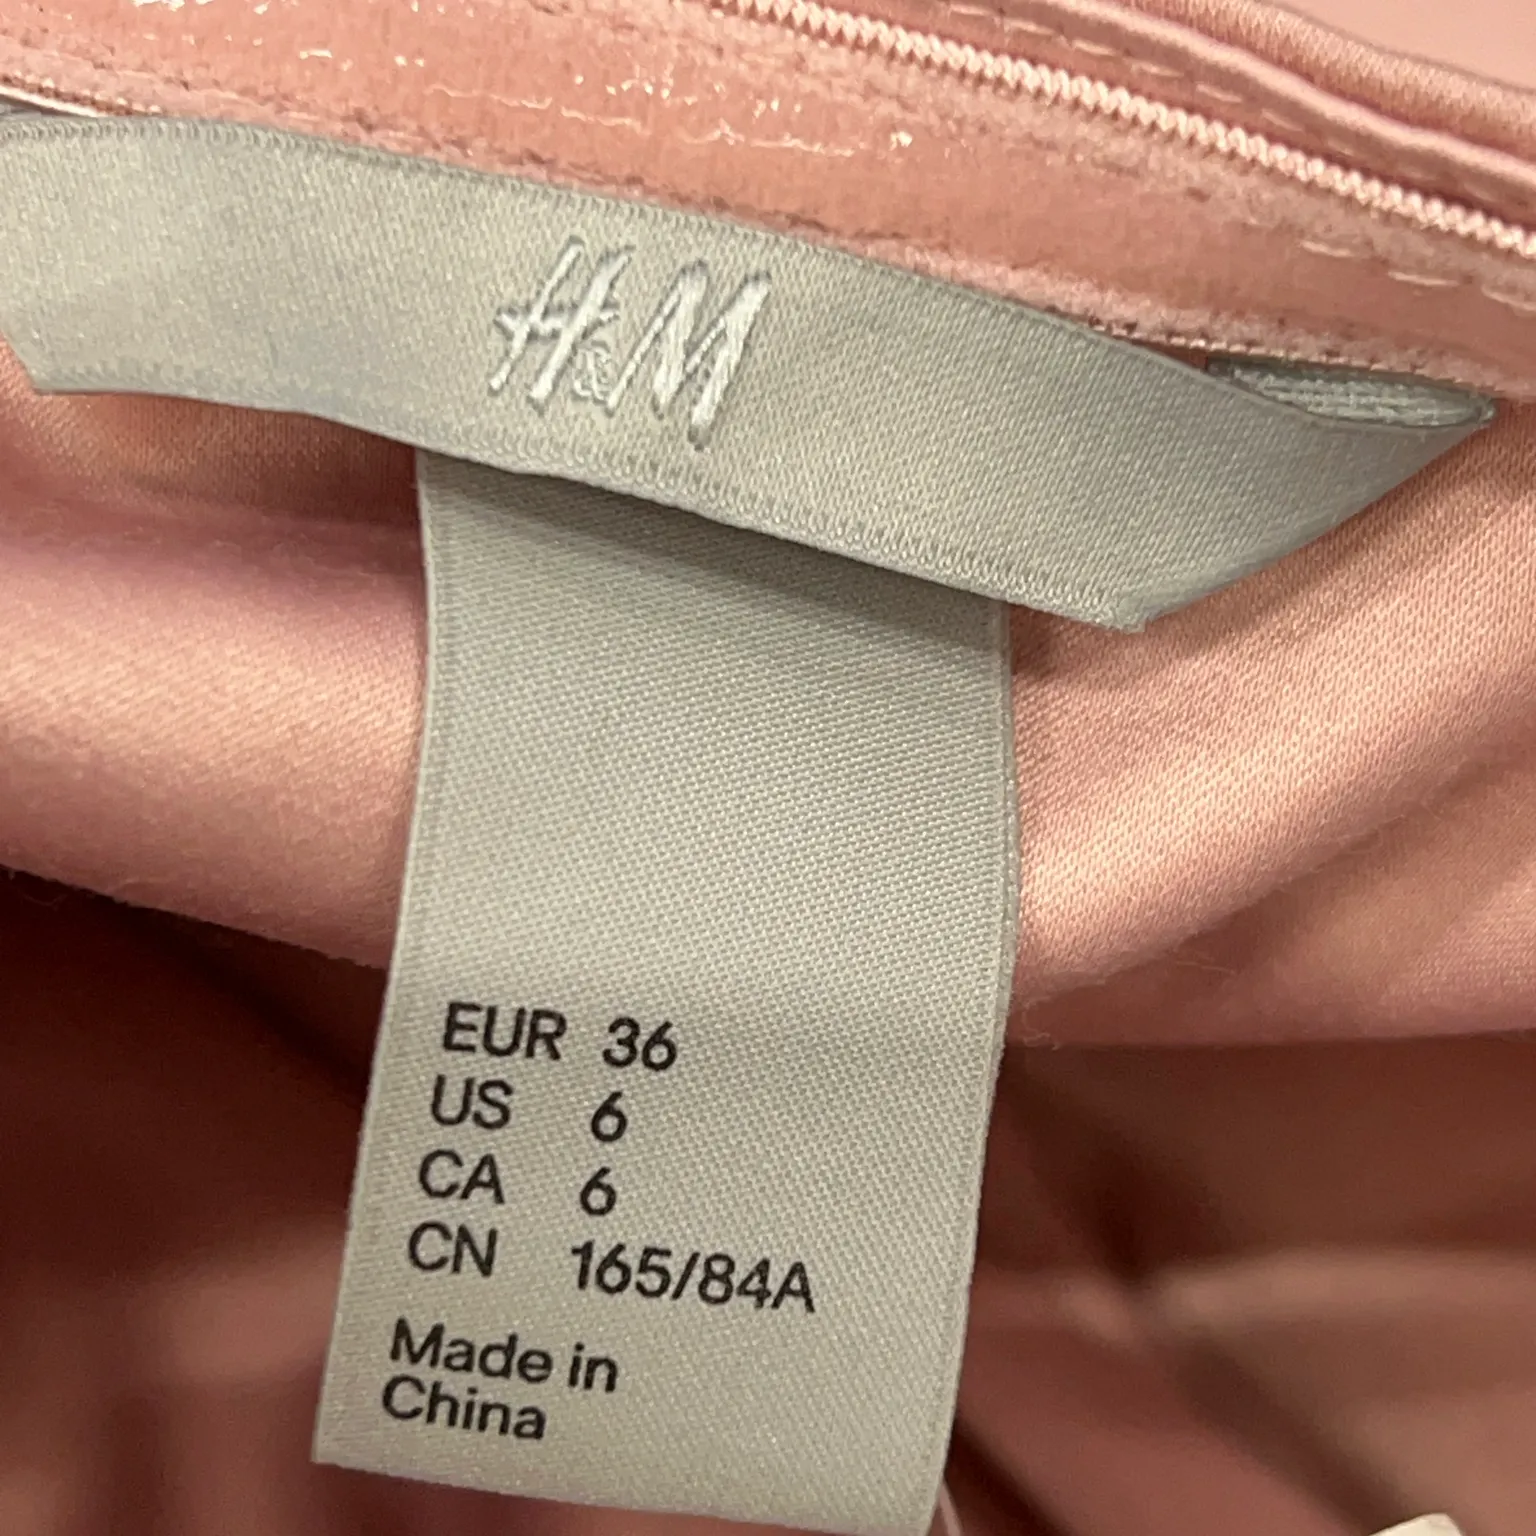 H&M
EUR 36
US 6
CA 6
CN 165/84A
Made in
China